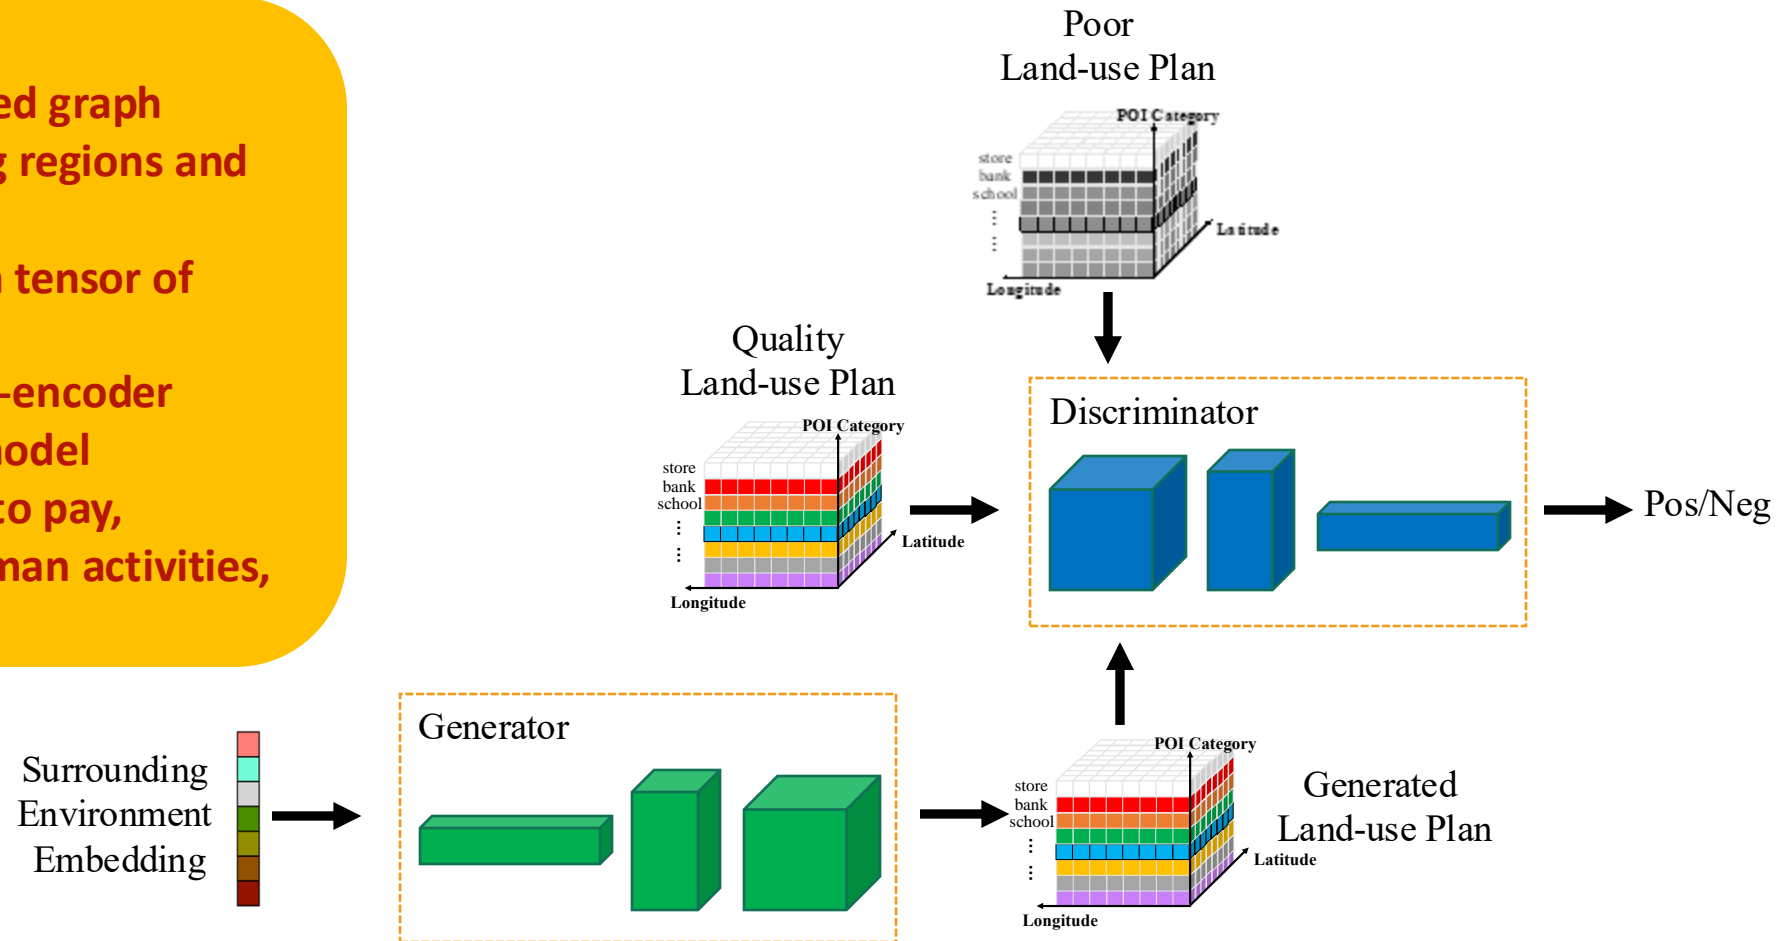 ed graph
g regions and
n tensor of
-encoder
model
to pay,
man activities,
Poor
Land-use Plan
POI Category
store
bank
school
⋮
⋮
Latitude
Longitude
Quality
Land-use Plan
POI Category
store
bank
school
⋮
⋮
Latitude
Longitude
Discriminator
Pos/Neg
Generator
Surrounding
Environment
Embedding
POI Category
store
bank
school
⋮
⋮
Latitude
Longitude
Generated
Land-use Plan